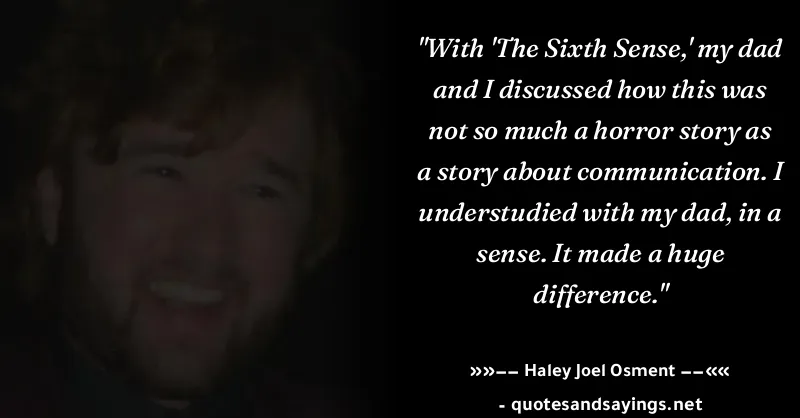 "With 'The Sixth Sense,' my dad
and I discussed how this was
not so much a horror story as
a story about communication. I
understudied with my dad, in a
sense. It made a huge
difference."
»»−− Haley Joel Osment −−««
- quotesandsayings.net